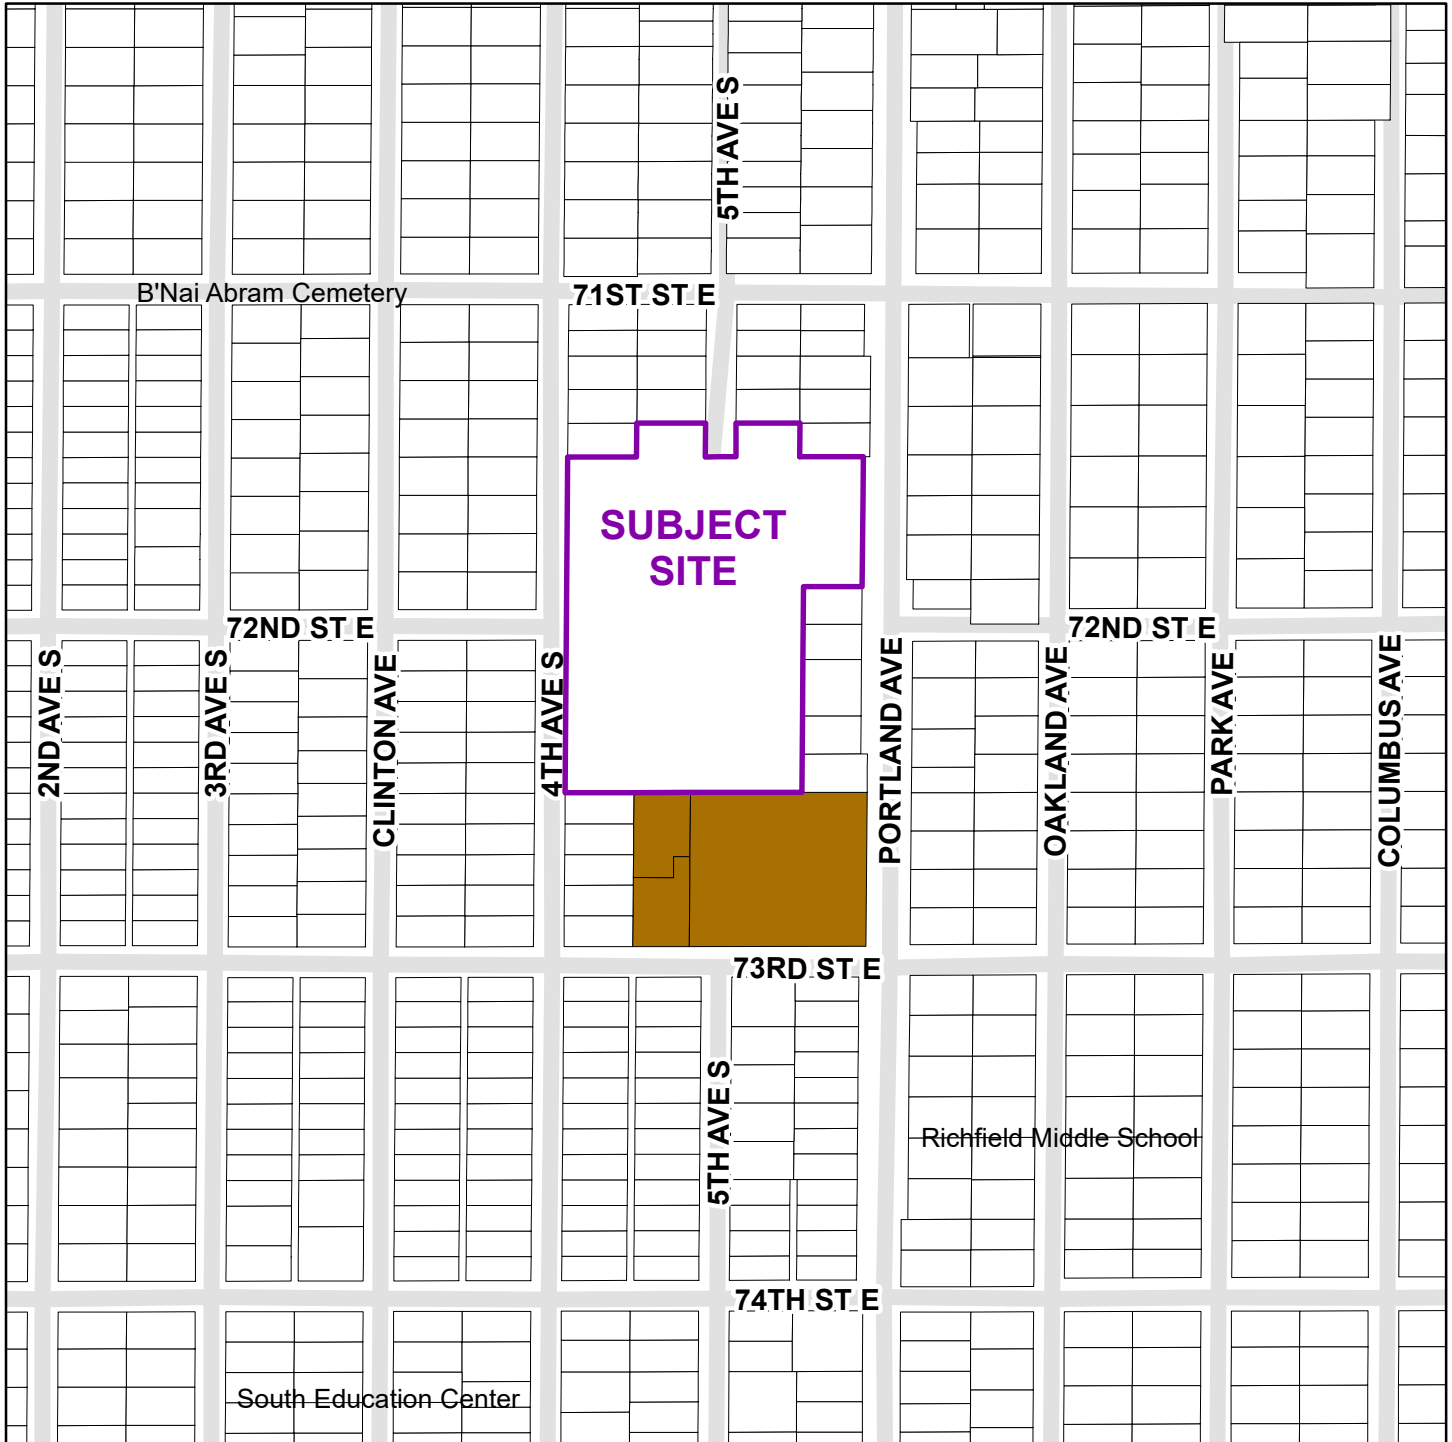 5TH AVE S
B'Nai Abram Cemetery
71ST ST E
SUBJECT
SITE
72ND ST E
72ND ST E
2ND AVE S
3RD AVE S
CLINTON AVE
4TH AVE S
PORTLAND AVE
OAKLAND AVE
PARK AVE
COLUMBUS AVE
73RD ST E
5TH AVE S
Richfield Middle School
74TH ST E
South Education Center